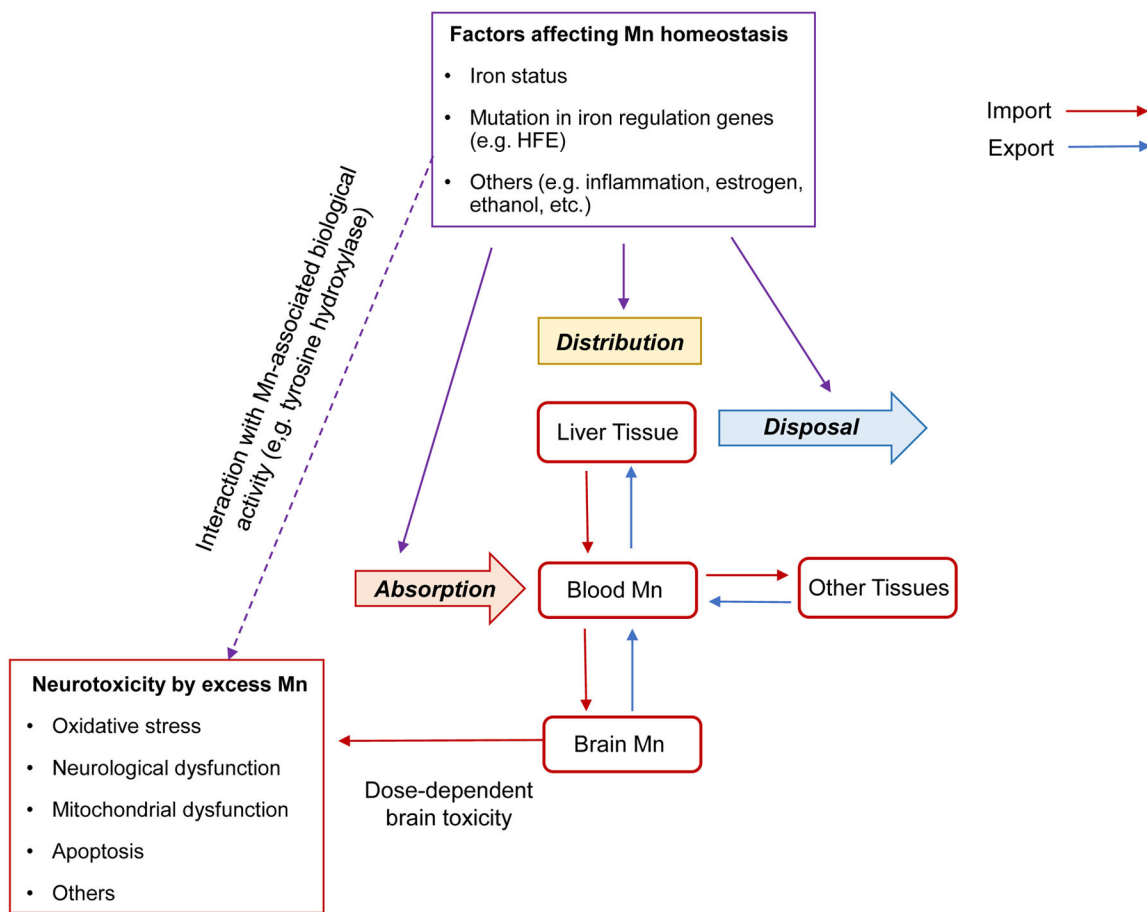 Factors affecting Mn homeostasis
• Iron status
• Mutation in iron regulation genes
(e.g. HFE)
• Others (e.g. inflammation, estrogen,
ethanol, etc.)
Import
Export
Interaction with Mn-associated biological
activity (e,g. tyrosine hydroxylase)
Distribution
Liver Tissue
Disposal
Absorption
Blood Mn
Other Tissues
Neurotoxicity by excess Mn
• Oxidative stress
• Neurological dysfunction
• Mitochondrial dysfunction
• Apoptosis
• Others
Brain Mn
Dose-dependent
brain toxicity